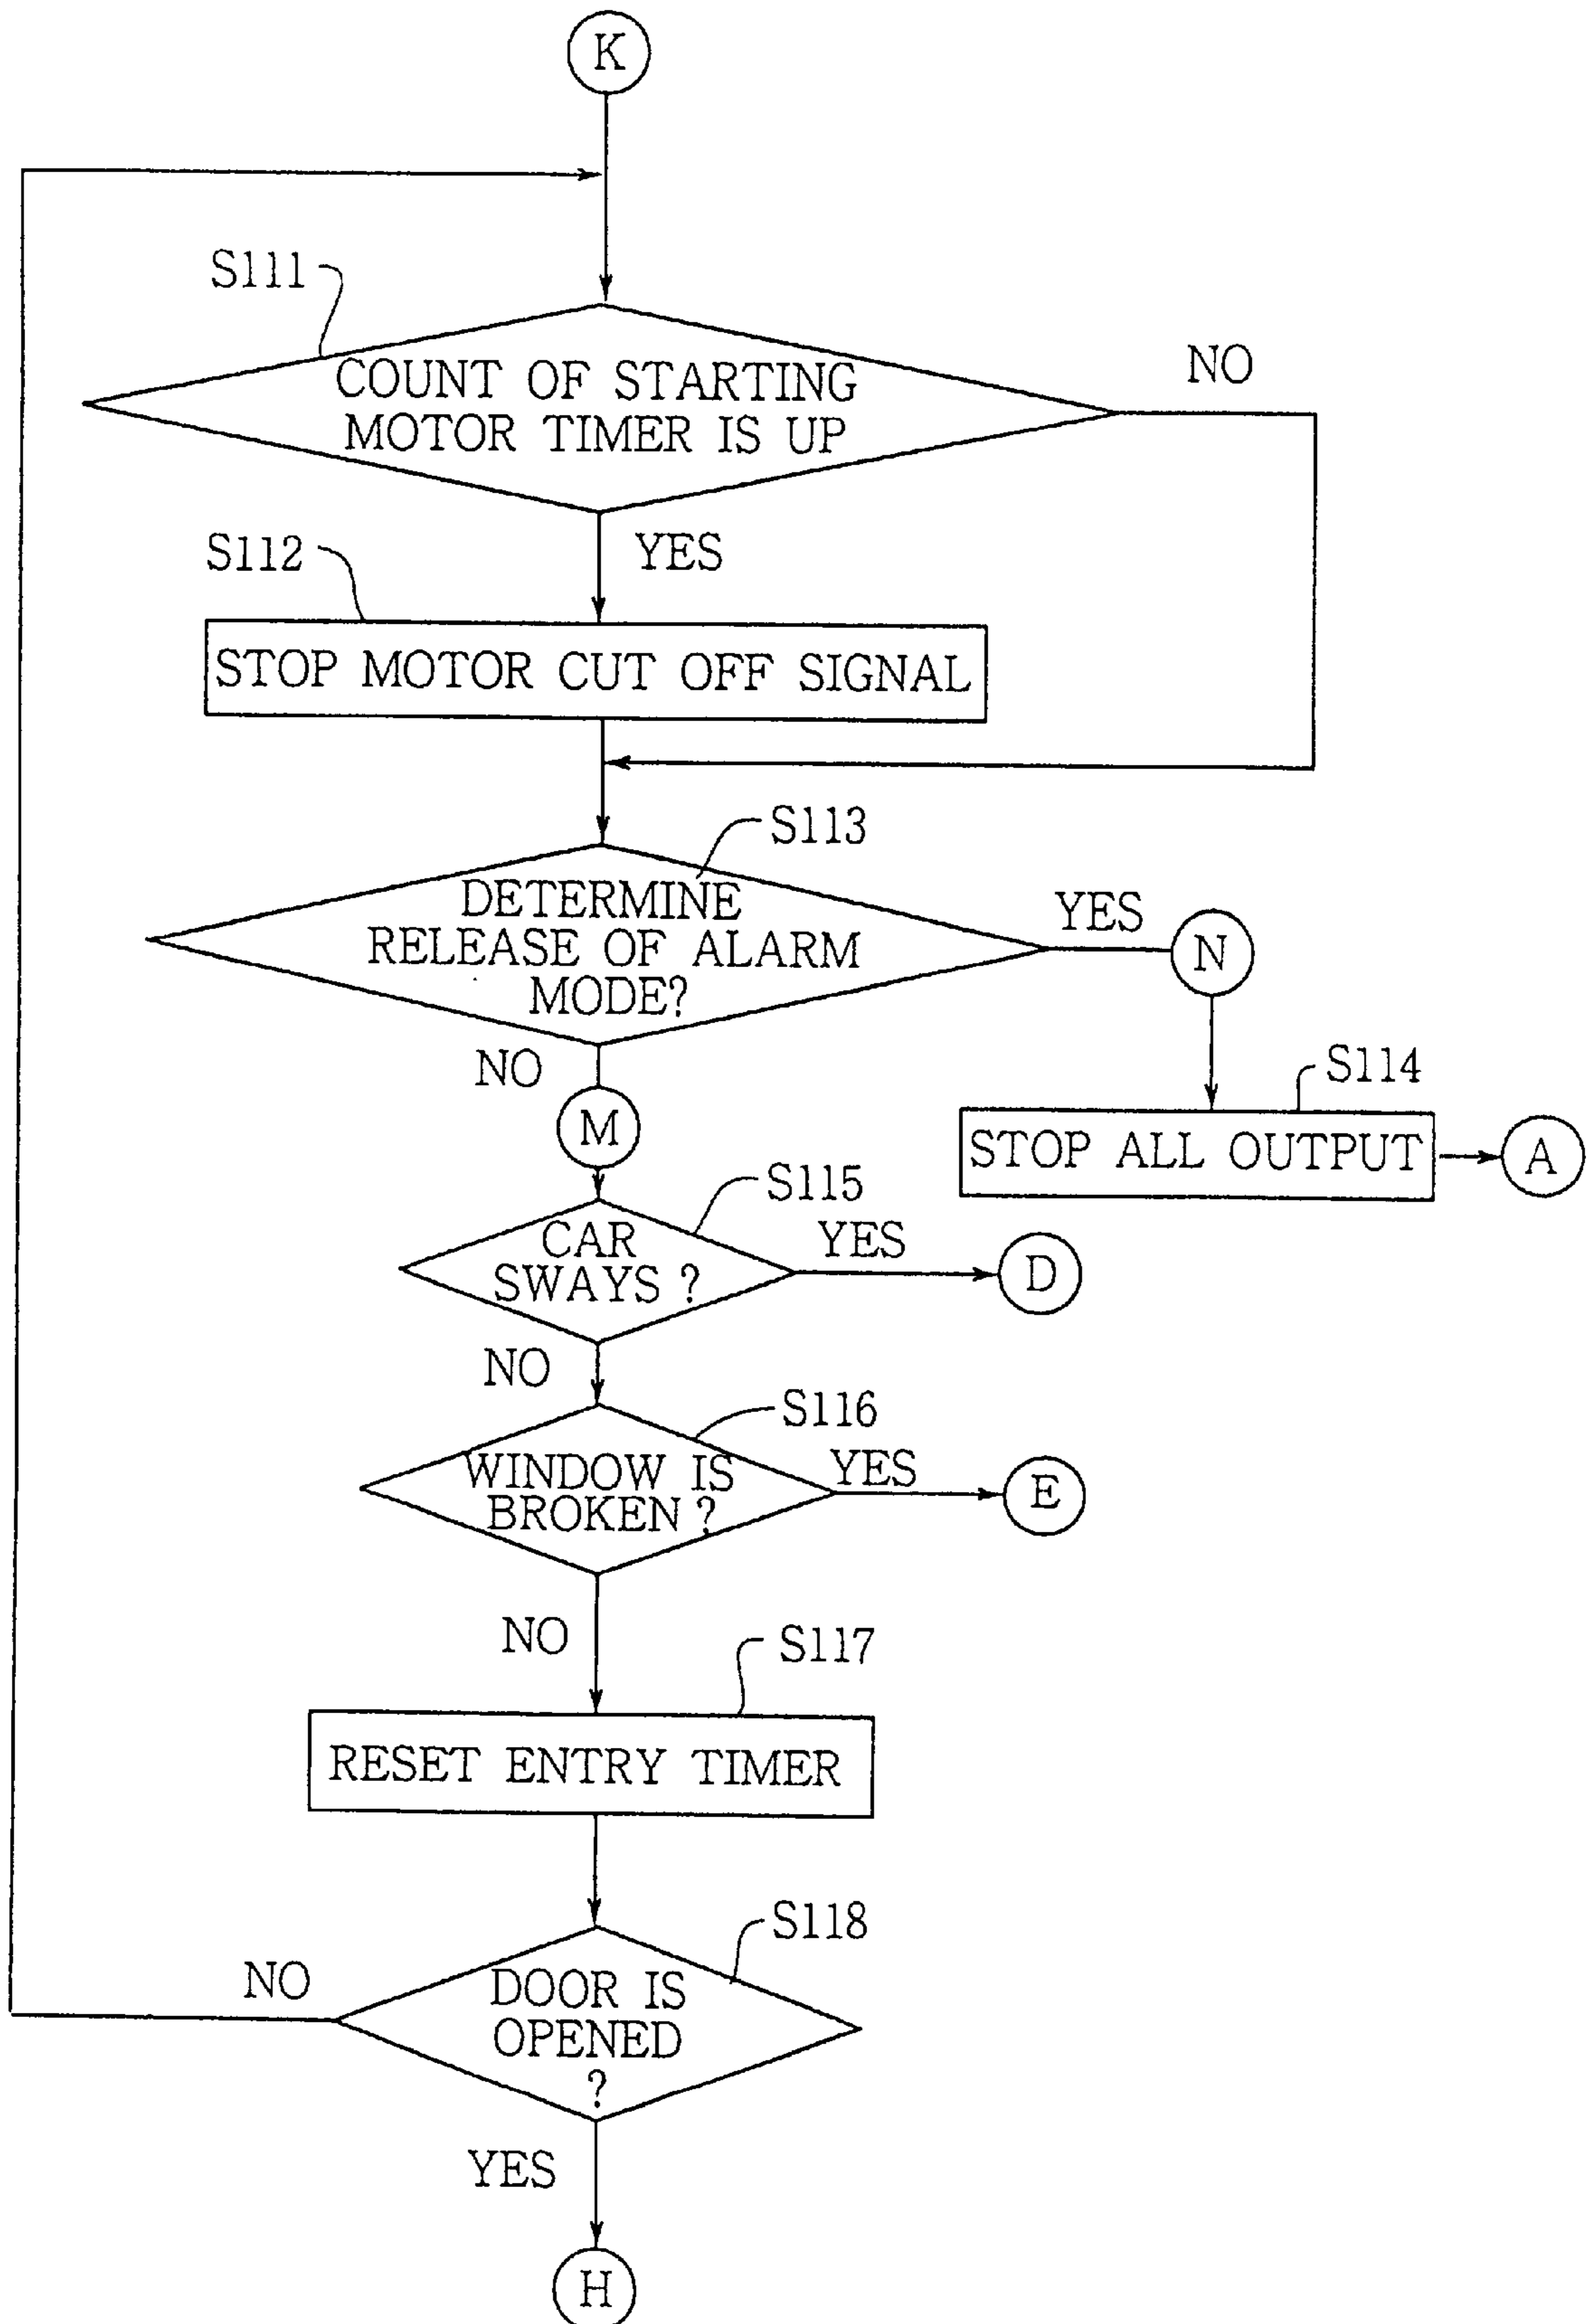 K
S111
COUNT OF STARTING
MOTOR TIMER IS UP
NO
YES
S112
STOP MOTOR CUT OFF SIGNAL
S113
DETERMINE
RELEASE OF ALARM
MODE?
YES
N
NO
M
S114
STOP ALL OUTPUT
A
S115
CAR
SWAYS ?
YES
D
NO
S116
WINDOW IS
BROKEN ?
YES
E
NO
S117
RESET ENTRY TIMER
S118
DOOR IS
OPENED
?
NO
YES
H